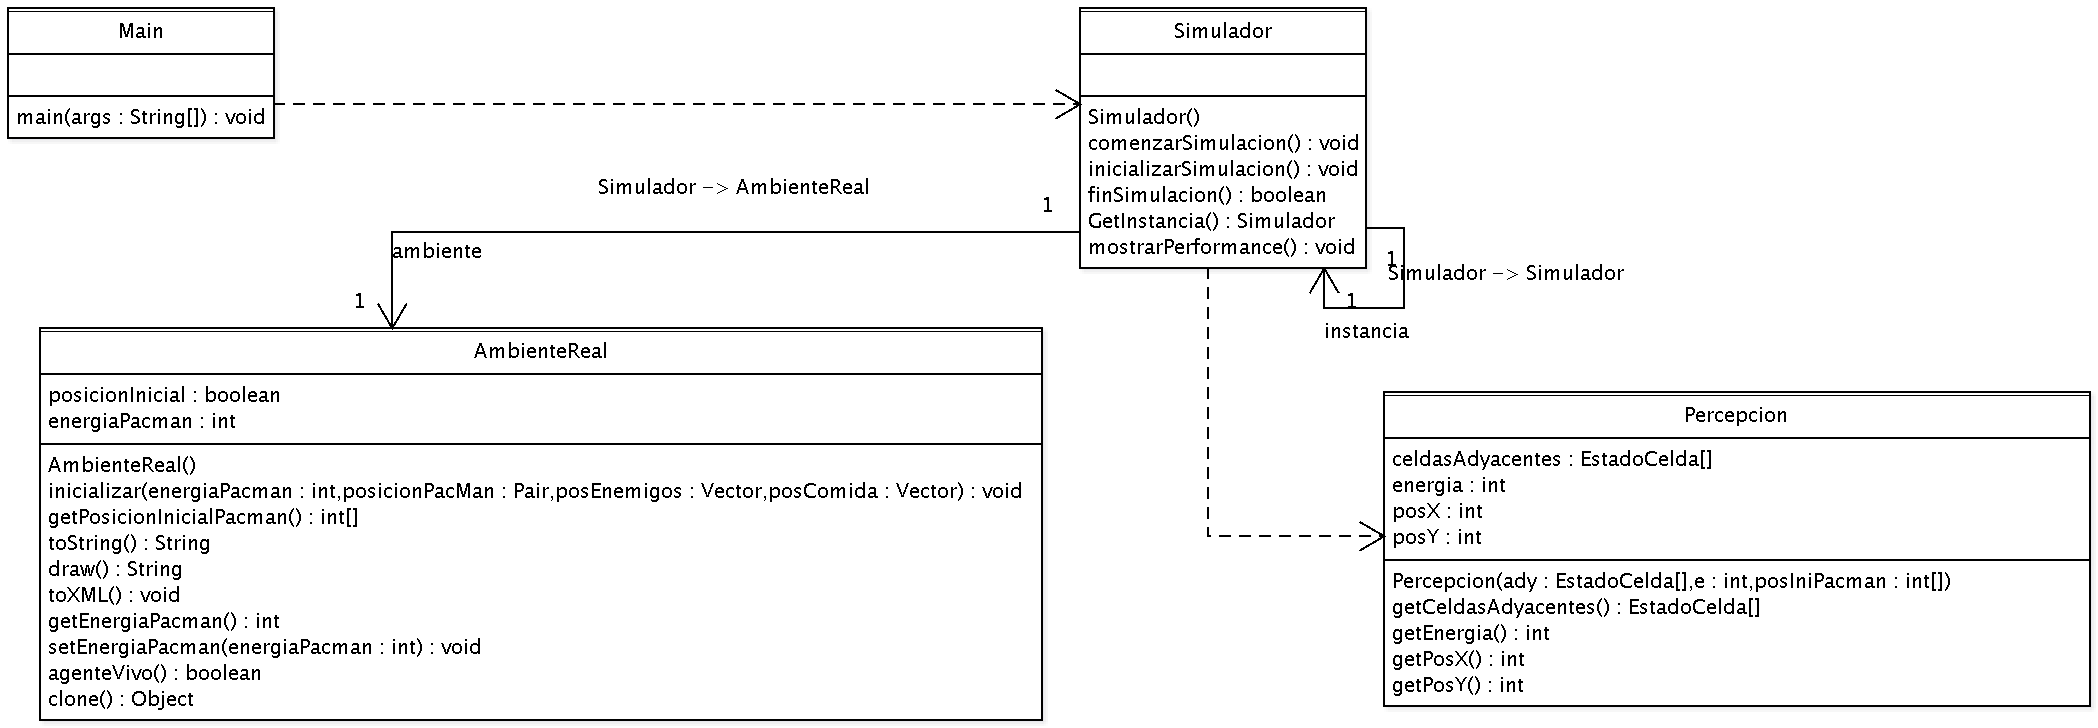 Main
main(args : String[]) : void
Simulador
Simulador()
comenzarSimulacion() : void
inicializarSimulacion() : void
finSimulacion() : boolean
GetInstancia() : Simulador
mostrarPerformance() : void
Simulador -> AmbienteReal
1
ambiente
1
1
Simulador -> Simulador
1
instancia
AmbienteReal
posicionInicial : boolean
energiaPacman : int
AmbienteReal()
inicializar(energiaPacman : int,posicionPacMan : Pair,posEnemigos : Vector,posComida : Vector) : void
getPosicionInicialPacman() : int[]
toString() : String
draw() : String
toXML() : void
getEnergiaPacman() : int
setEnergiaPacman(energiaPacman : int) : void
agenteVivo() : boolean
clone() : Object
Percepcion
celdasAdyacentes : EstadoCelda[]
energia : int
posX : int
posY : int
Percepcion(ady : EstadoCelda[],e : int,posIniPacman : int[])
getCeldasAdyacentes() : EstadoCelda[]
getEnergia() : int
getPosX() : int
getPosY() : int